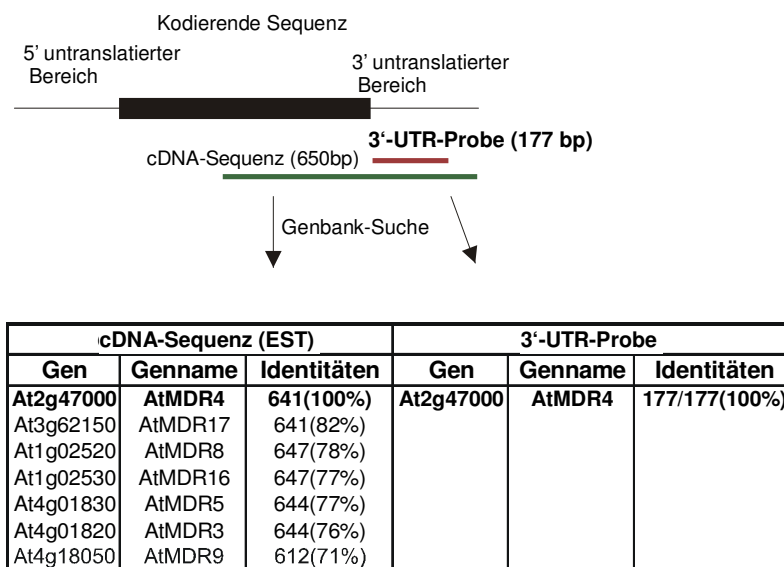 Kodierende Sequenz
5' untranslatierter
Bereich
3' untranslatierter
Bereich
3‘-UTR-Probe (177 bp)
cDNA-Sequenz (650bp)
Genbank-Suche
cDNA-Sequenz (EST) 3‘-UTR-Probe
Gen Genname Identitäten Gen Genname Identitäten
At2g47000 AtMDR4 641(100%) At2g47000 AtMDR4 177/177(100%)
At3g62150 AtMDR17 641(82%)
At1g02520 AtMDR8 647(78%)
At1g02530 AtMDR16 647(77%)
At4g01830 AtMDR5 644(77%)
At4g01820 AtMDR3 644(76%)
At4g18050 AtMDR9 612(71%)